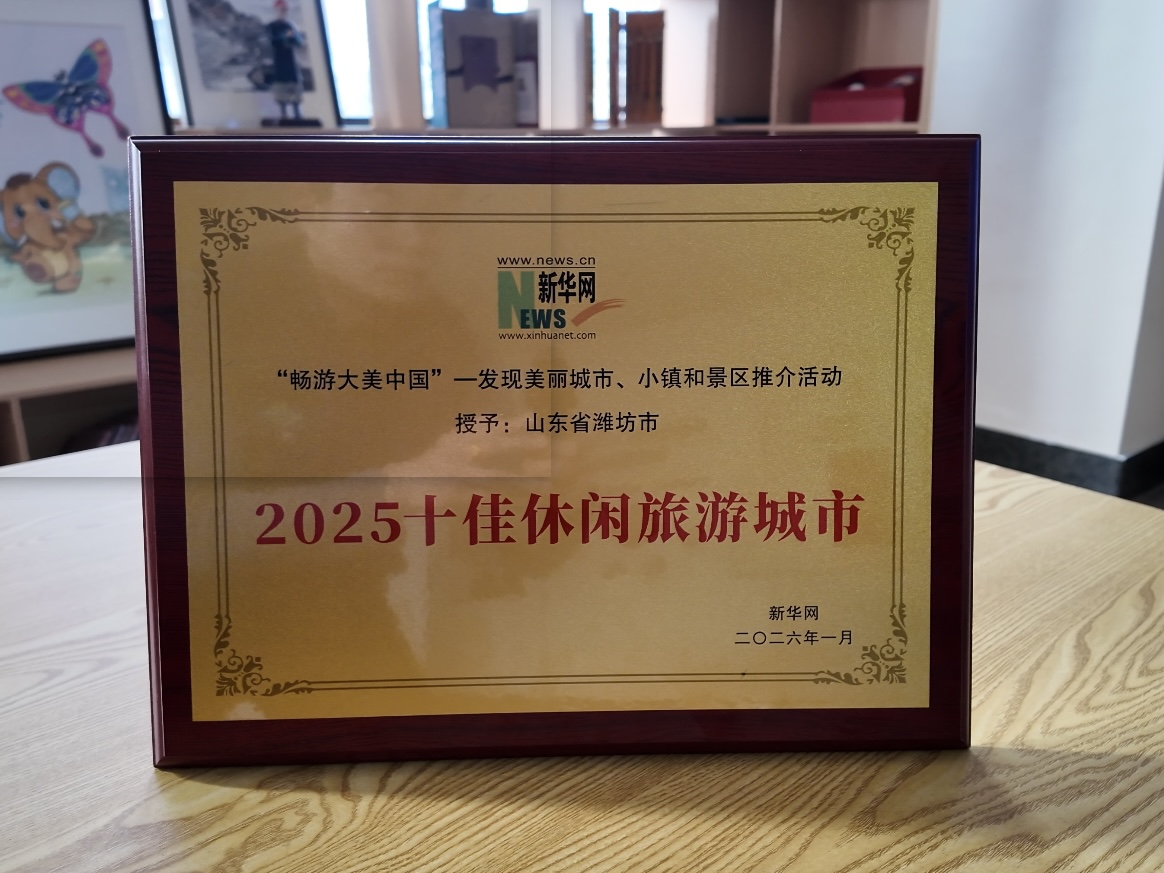 www.news.cn
新华网
NEWS
www.xinhuanet.com
“畅游大美中国”—发现美丽城市、小镇和景区推介活动
授予：山东省潍坊市
2025十佳休闲旅游城市
新华网
二〇二六年一月